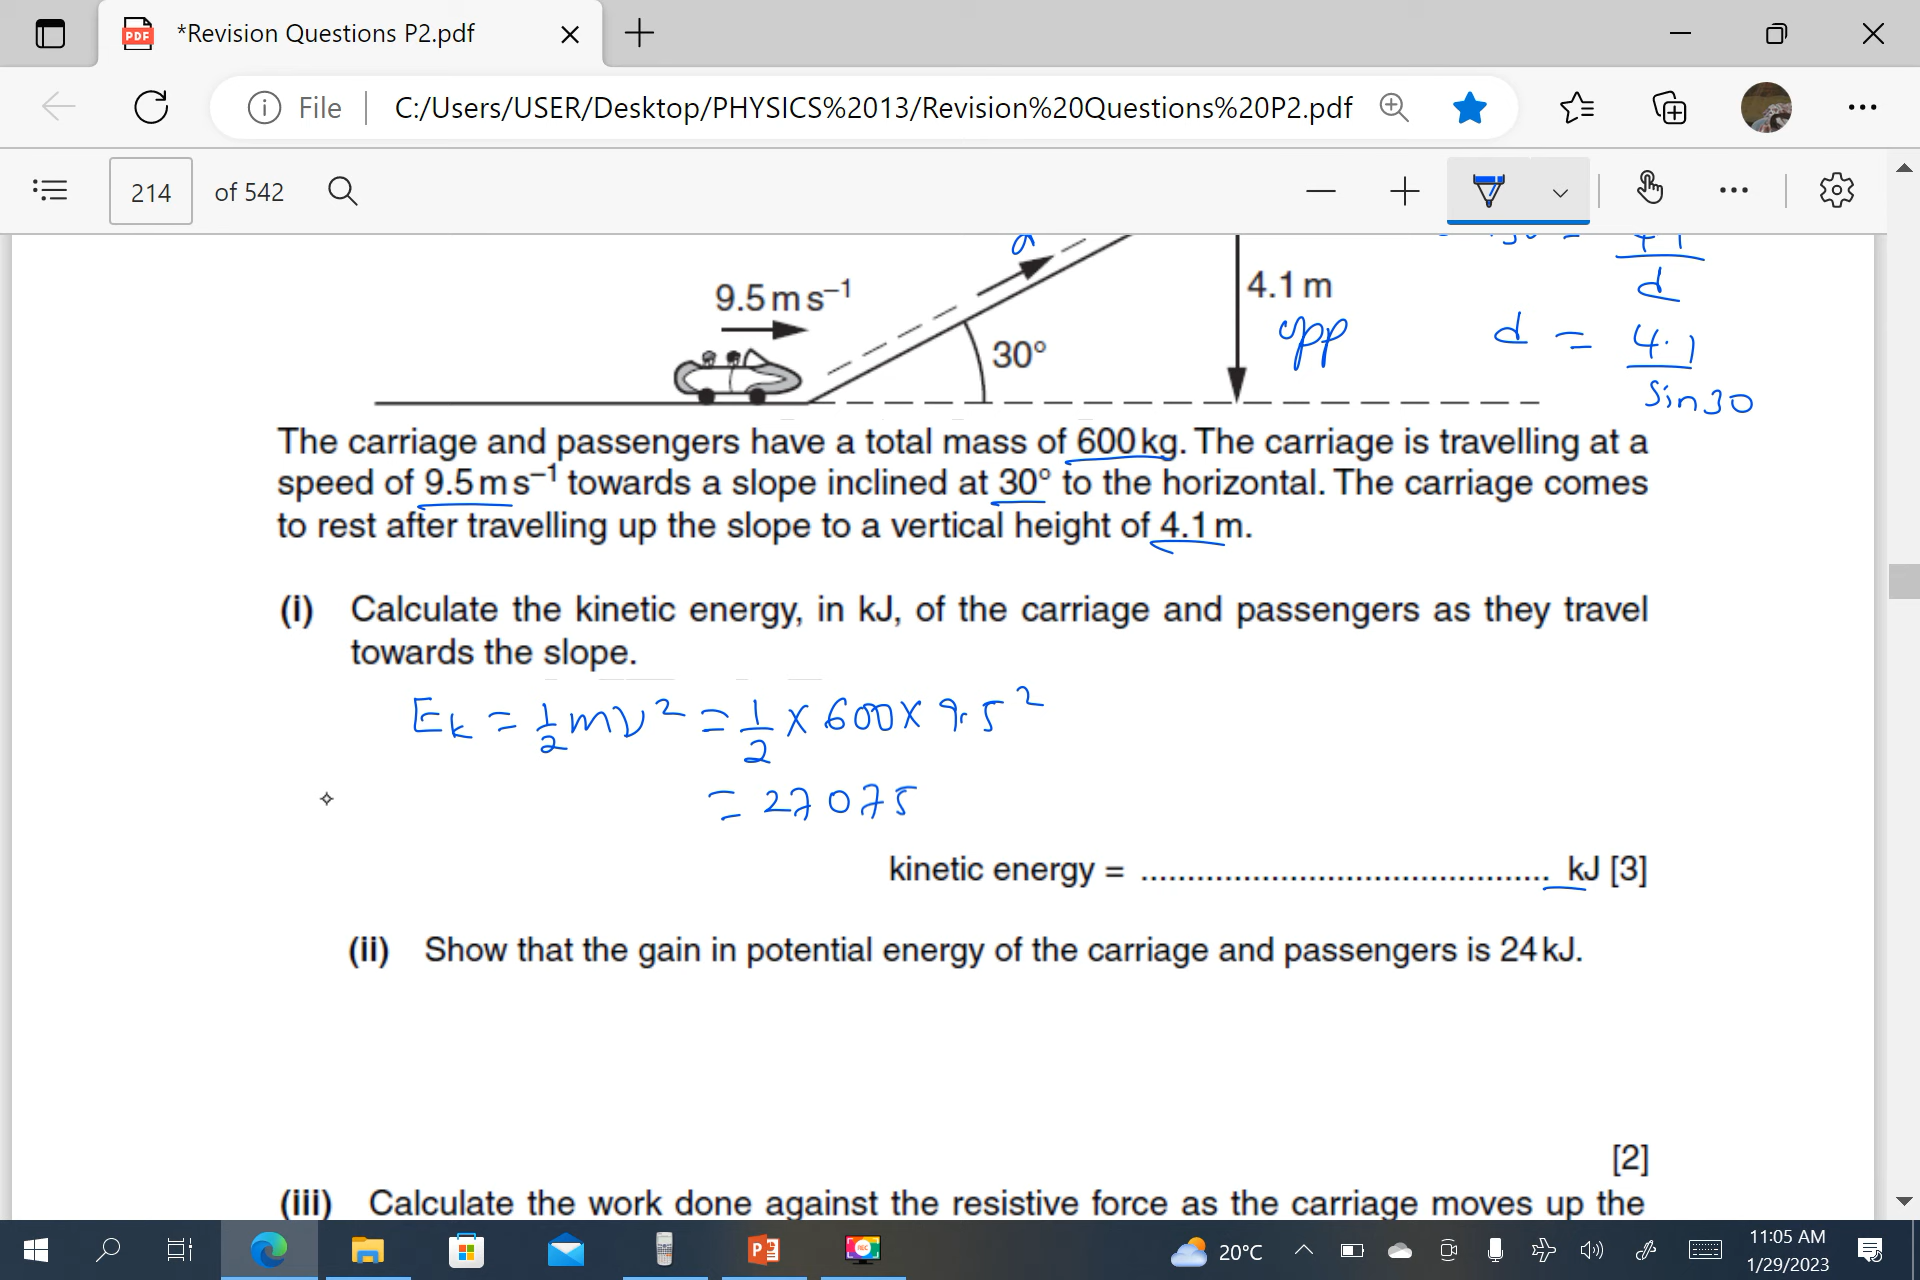 *Revision Questions P2.pdf
File
C:/Users/USER/Desktop/PHYSICS%2013/Revision%20Questions%20P2.pdf
214 of 542
9.5 m s⁻¹
30°
4.1 m
opp
d
d = 4.1
sin30
The carriage and passengers have a total mass of 600 kg. The carriage is travelling at a
speed of 9.5 m s⁻¹ towards a slope inclined at 30° to the horizontal. The carriage comes
to rest after travelling up the slope to a vertical height of 4.1 m.
(i) Calculate the kinetic energy, in kJ, of the carriage and passengers as they travel
towards the slope.
Ek = 1/2 mv² = 1/2 × 600 × 9.5²
= 27075
kinetic energy = ............................................ kJ [3]
(ii) Show that the gain in potential energy of the carriage and passengers is 24 kJ.
[2]
(iii) Calculate the work done against the resistive force as the carriage moves up the
20°C
11:05 AM
1/29/2023